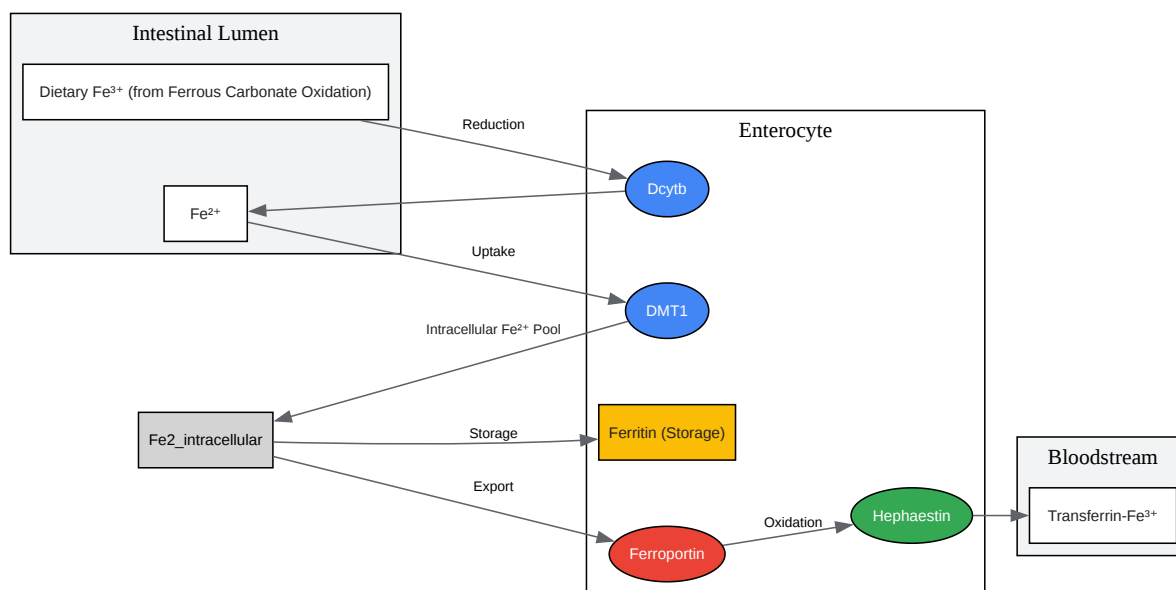 Intestinal Lumen
Dietary Fe³⁺ (from Ferrous Carbonate Oxidation)
Reduction
Enterocyte
Dcytb
Fe²⁺
Uptake
DMT1
Intracellular Fe²⁺ Pool
Fe2_intracellular
Storage
Ferritin (Storage)
Export
Ferroportin
Oxidation
Hephaestin
Bloodstream
Transferrin-Fe³⁺